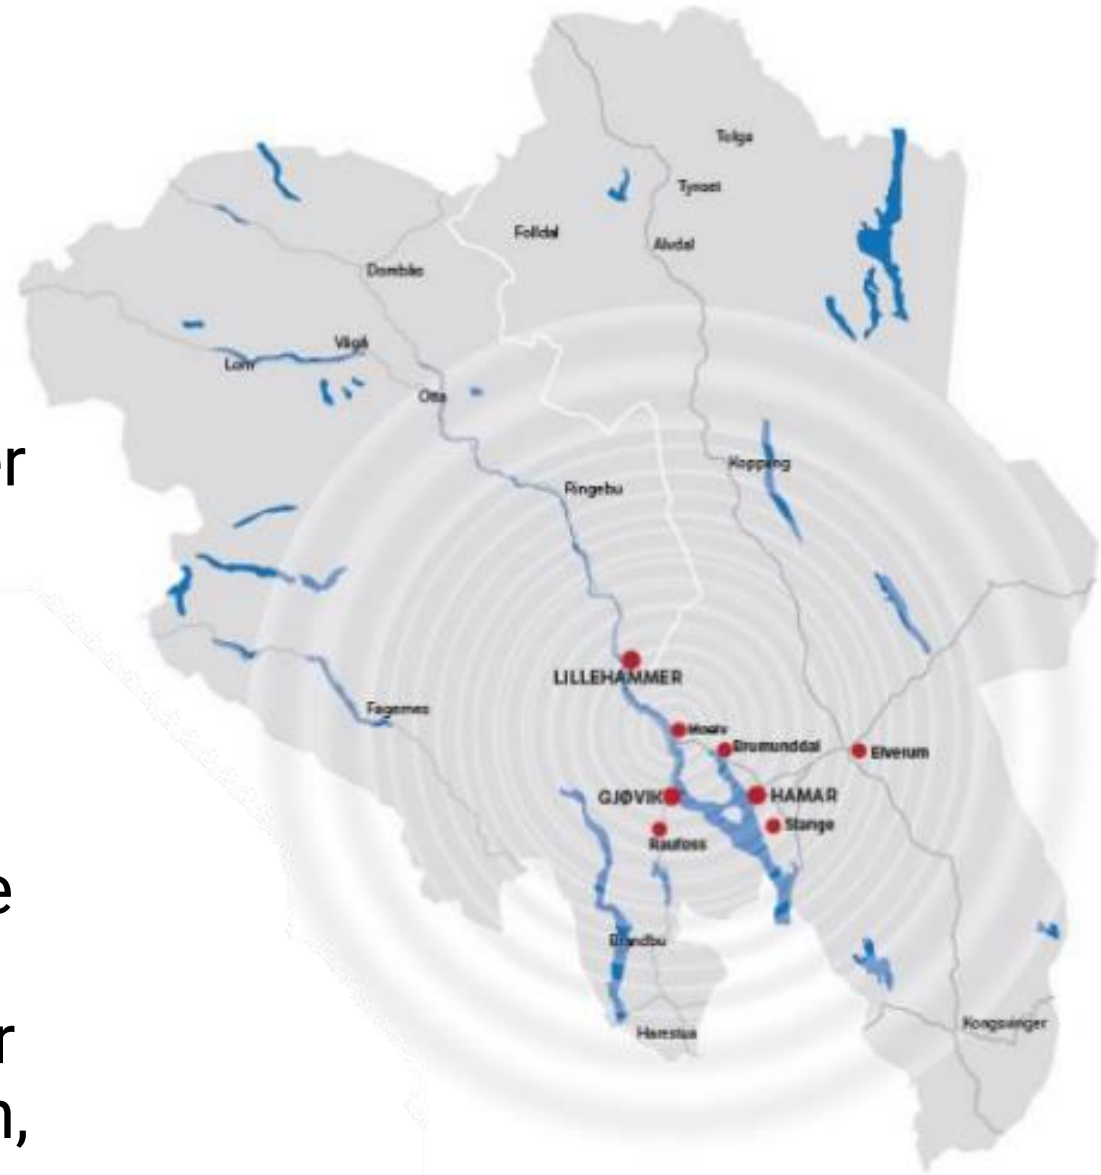 Tolga
Tynset
Folldal
Alvdal
Dombås
Vågå
Lom
Otta
er
Koppang
Ringebu
LILLEHAMMER
Fagernes
Moelv
Brumunddal
Elverum
GJØVIK
HAMAR
Stange
Raufoss
e
Brandbu
Kongsvinger
r
Harestua
n,